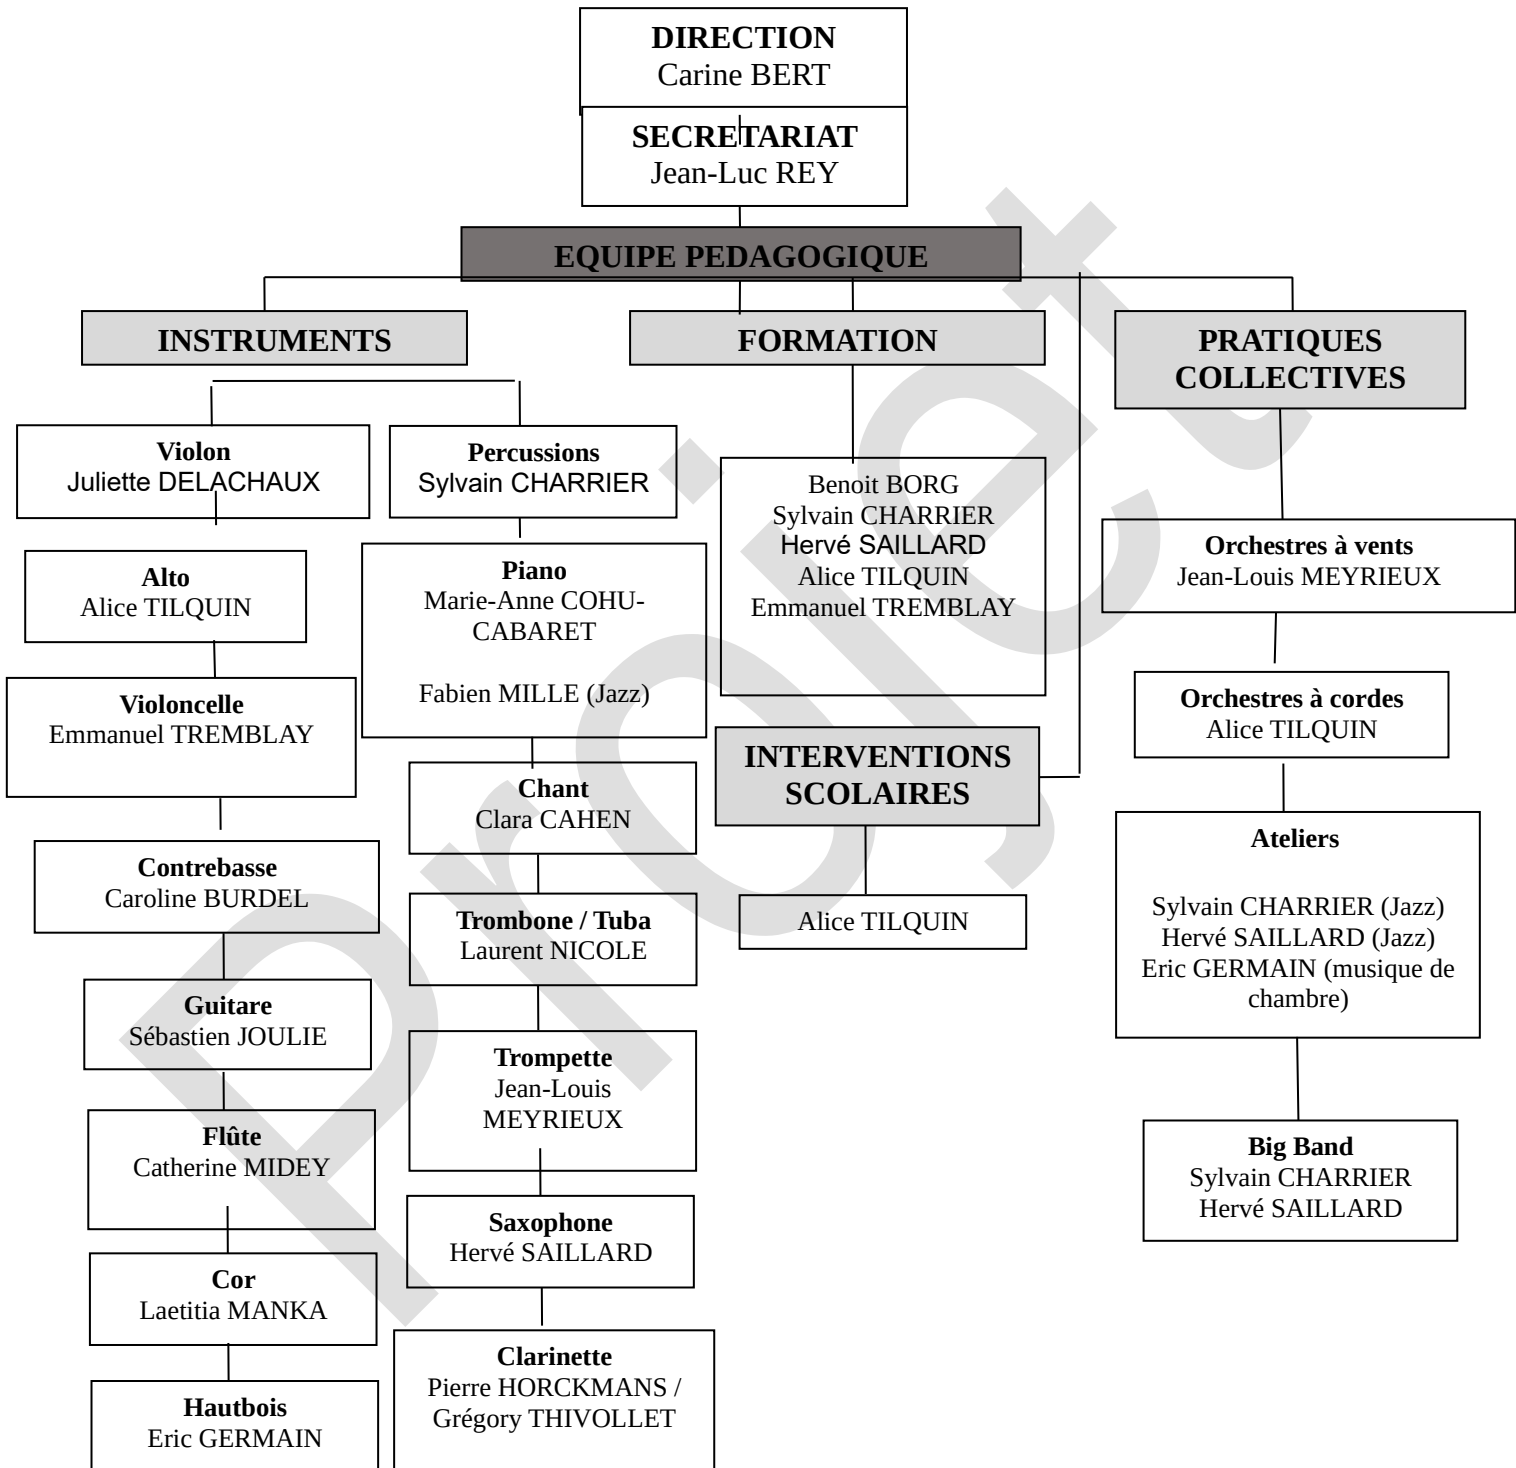 DIRECTION
Carine BERT
SECRETARIAT
Jean-Luc REY
EQUIPE PEDAGOGIQUE
INSTRUMENTS
FORMATION
PRATIQUES
COLLECTIVES
Violon
Juliette DELACHAUX
Alto
Alice TILQUIN
Violoncelle
Emmanuel TREMBLAY
Contrebasse
Caroline BURDEL
Guitare
Sébastien JOULIE
Flûte
Catherine MIDEY
Cor
Laetitia MANKA
Hautbois
Eric GERMAIN
Percussions
Sylvain CHARRIER
Piano
Marie-Anne COHU-
CABARET
Fabien MILLE (Jazz)
Chant
Clara CAHEN
Trombone / Tuba
Laurent NICOLE
Trompette
Jean-Louis
MEYRIEUX
Saxophone
Hervé SAILLARD
Clarinette
Pierre HORCKMANS /
Grégory THIVOLLET
Benoit BORG
Sylvain CHARRIER
Hervé SAILLARD
Alice TILQUIN
Emmanuel TREMBLAY
INTERVENTIONS
SCOLAIRES
Alice TILQUIN
Orchestres à vents
Jean-Louis MEYRIEUX
Orchestres à cordes
Alice TILQUIN
Ateliers
Sylvain CHARRIER (Jazz)
Hervé SAILLARD (Jazz)
Eric GERMAIN (musique de
chambre)
Big Band
Sylvain CHARRIER
Hervé SAILLARD
Projet